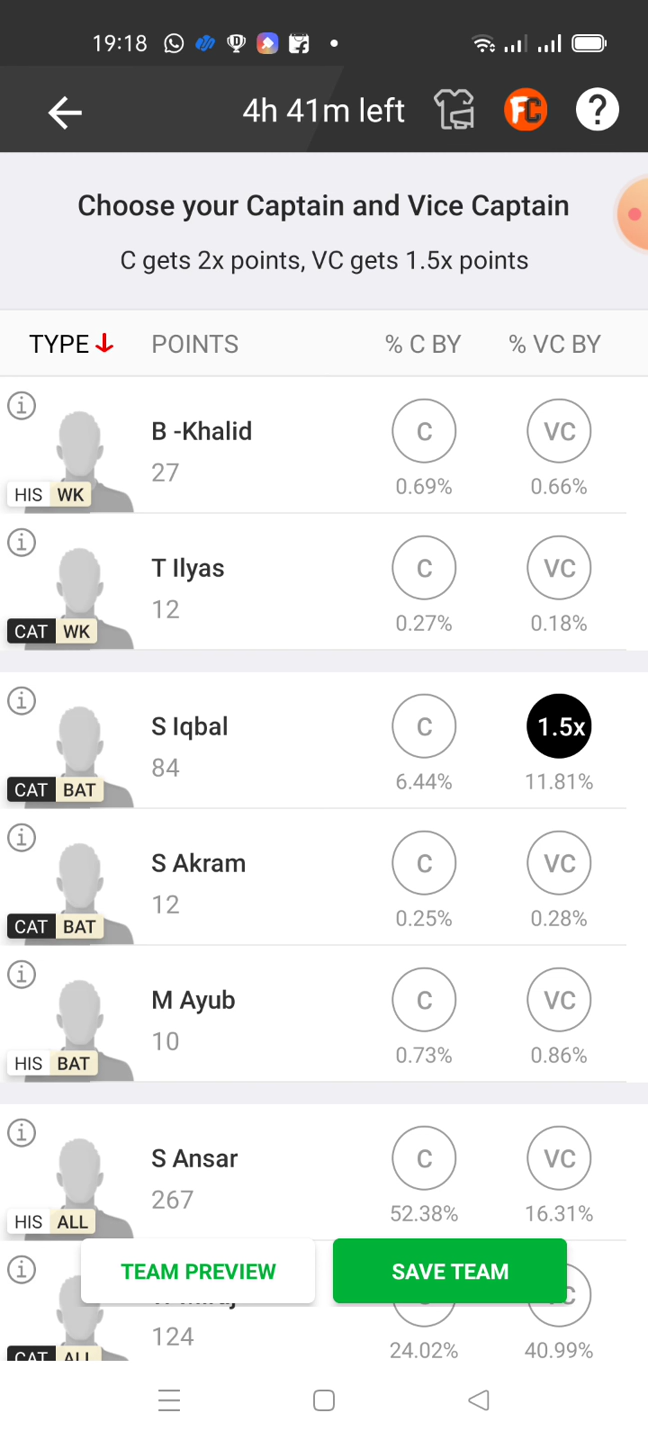 19:18
4h 41m left
FC
?
Choose your Captain and Vice Captain
C gets 2x points, VC gets 1.5x points
TYPE POINTS % C BY % VC BY
B -Khalid
27
HIS WK
C
VC
0.69%
0.66%
T Ilyas
12
CAT WK
C
VC
0.27%
0.18%
S Iqbal
84
CAT BAT
C
1.5x
6.44%
11.81%
S Akram
12
CAT BAT
C
VC
0.25%
0.28%
M Ayub
10
HIS BAT
C
VC
0.73%
0.86%
S Ansar
267
HIS ALL
C
VC
52.38%
16.31%
TEAM PREVIEW
SAVE TEAM
124
CAT ALL
24.02%
40.99%